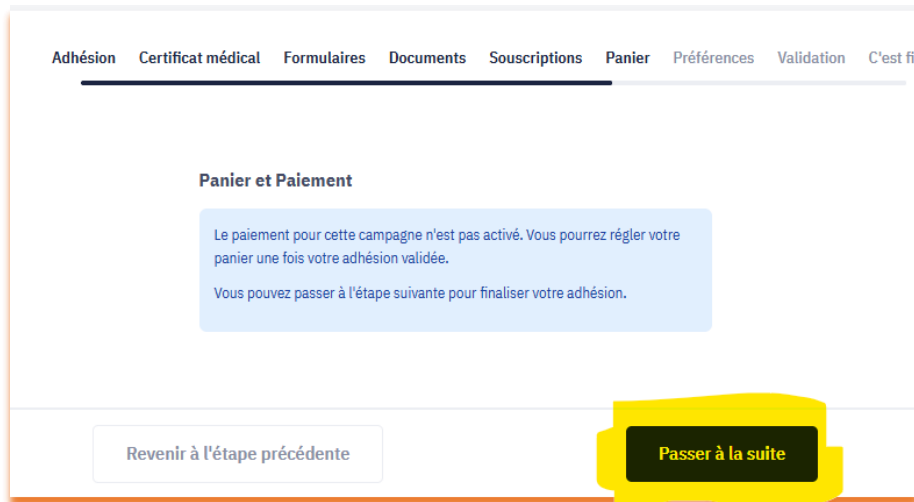 Adhésion Certificat médical Formulaires Documents Souscriptions Panier Préférences Validation C'est fi
Panier et Paiement
Le paiement pour cette campagne n'est pas activé. Vous pourrez régler votre
panier une fois votre adhésion validée.
Vous pouvez passer à l'étape suivante pour finaliser votre adhésion.
Revenir à l'étape précédente Passer à la suite